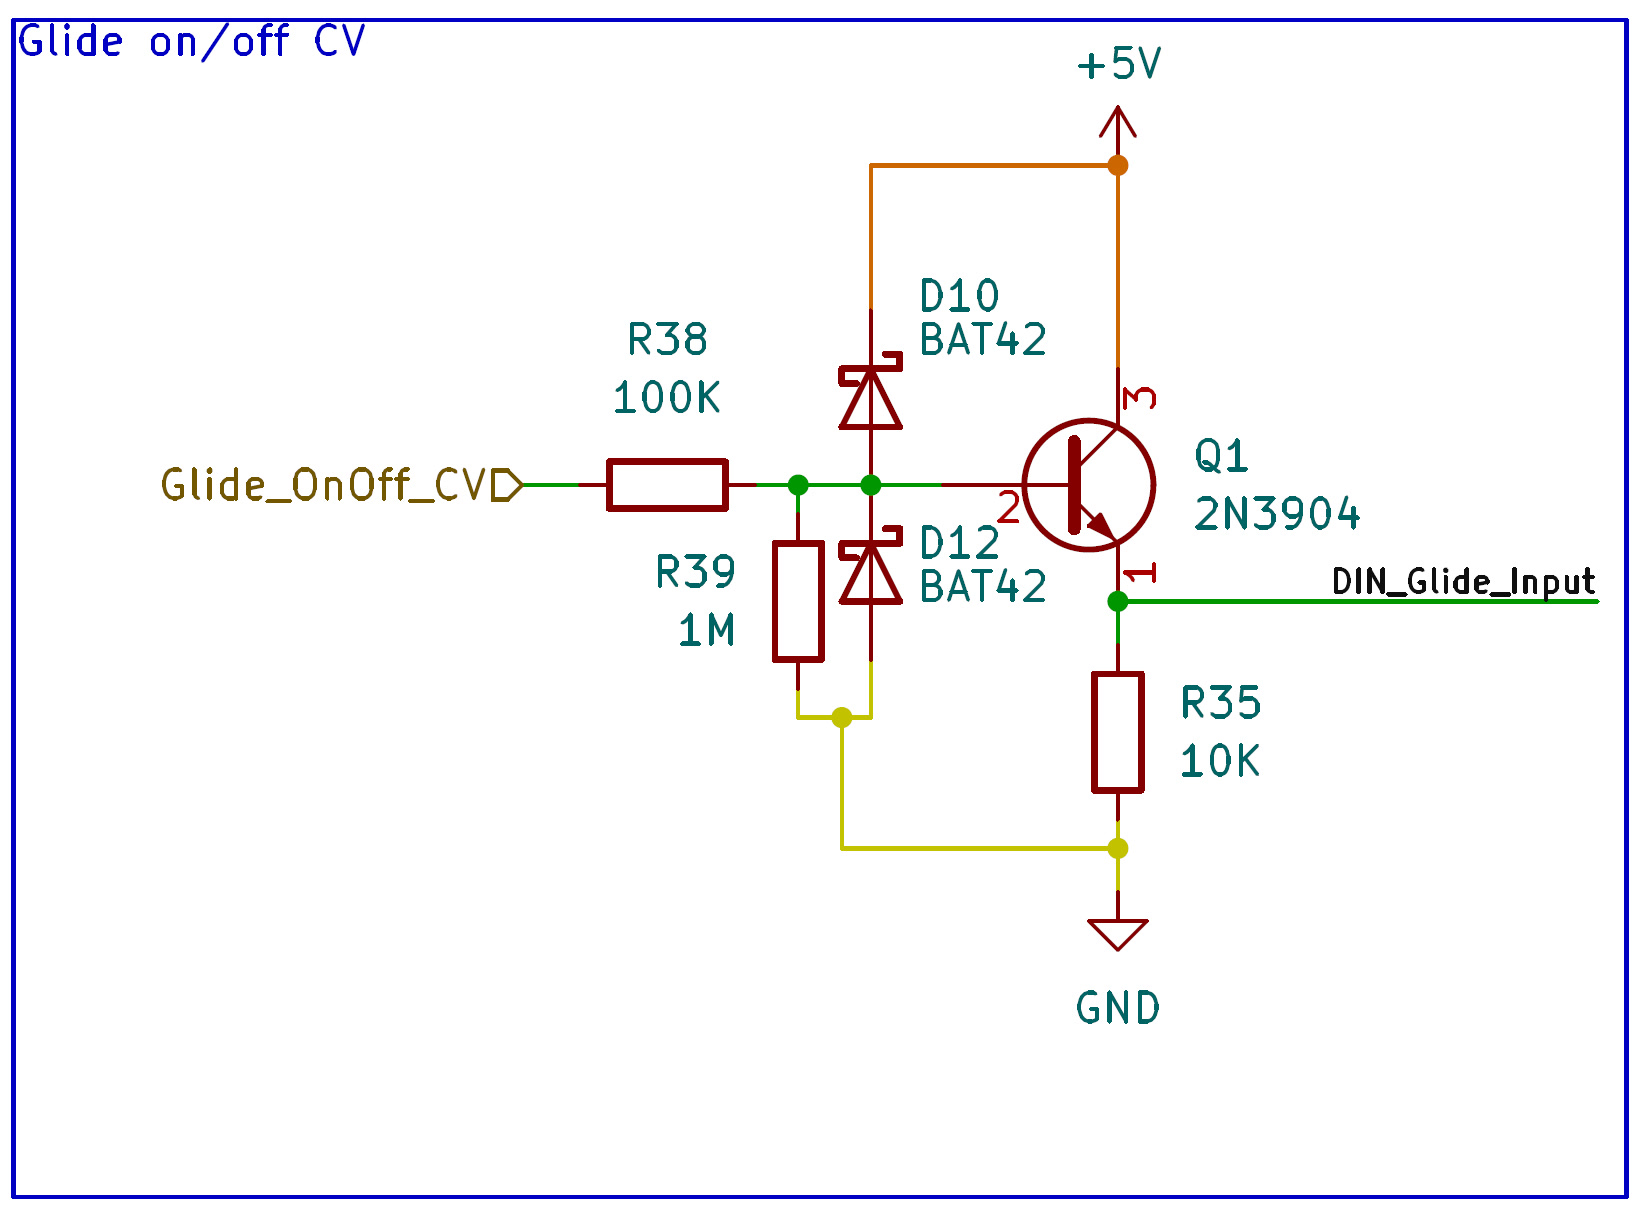 Glide on/off CV
+5V
D10
BAT42
R38
100K
3
Q1
2N3904
Glide_OnOff_CV
2
D12
BAT42
R39
1M
1
DIN_Glide_Input
R35
10K
GND